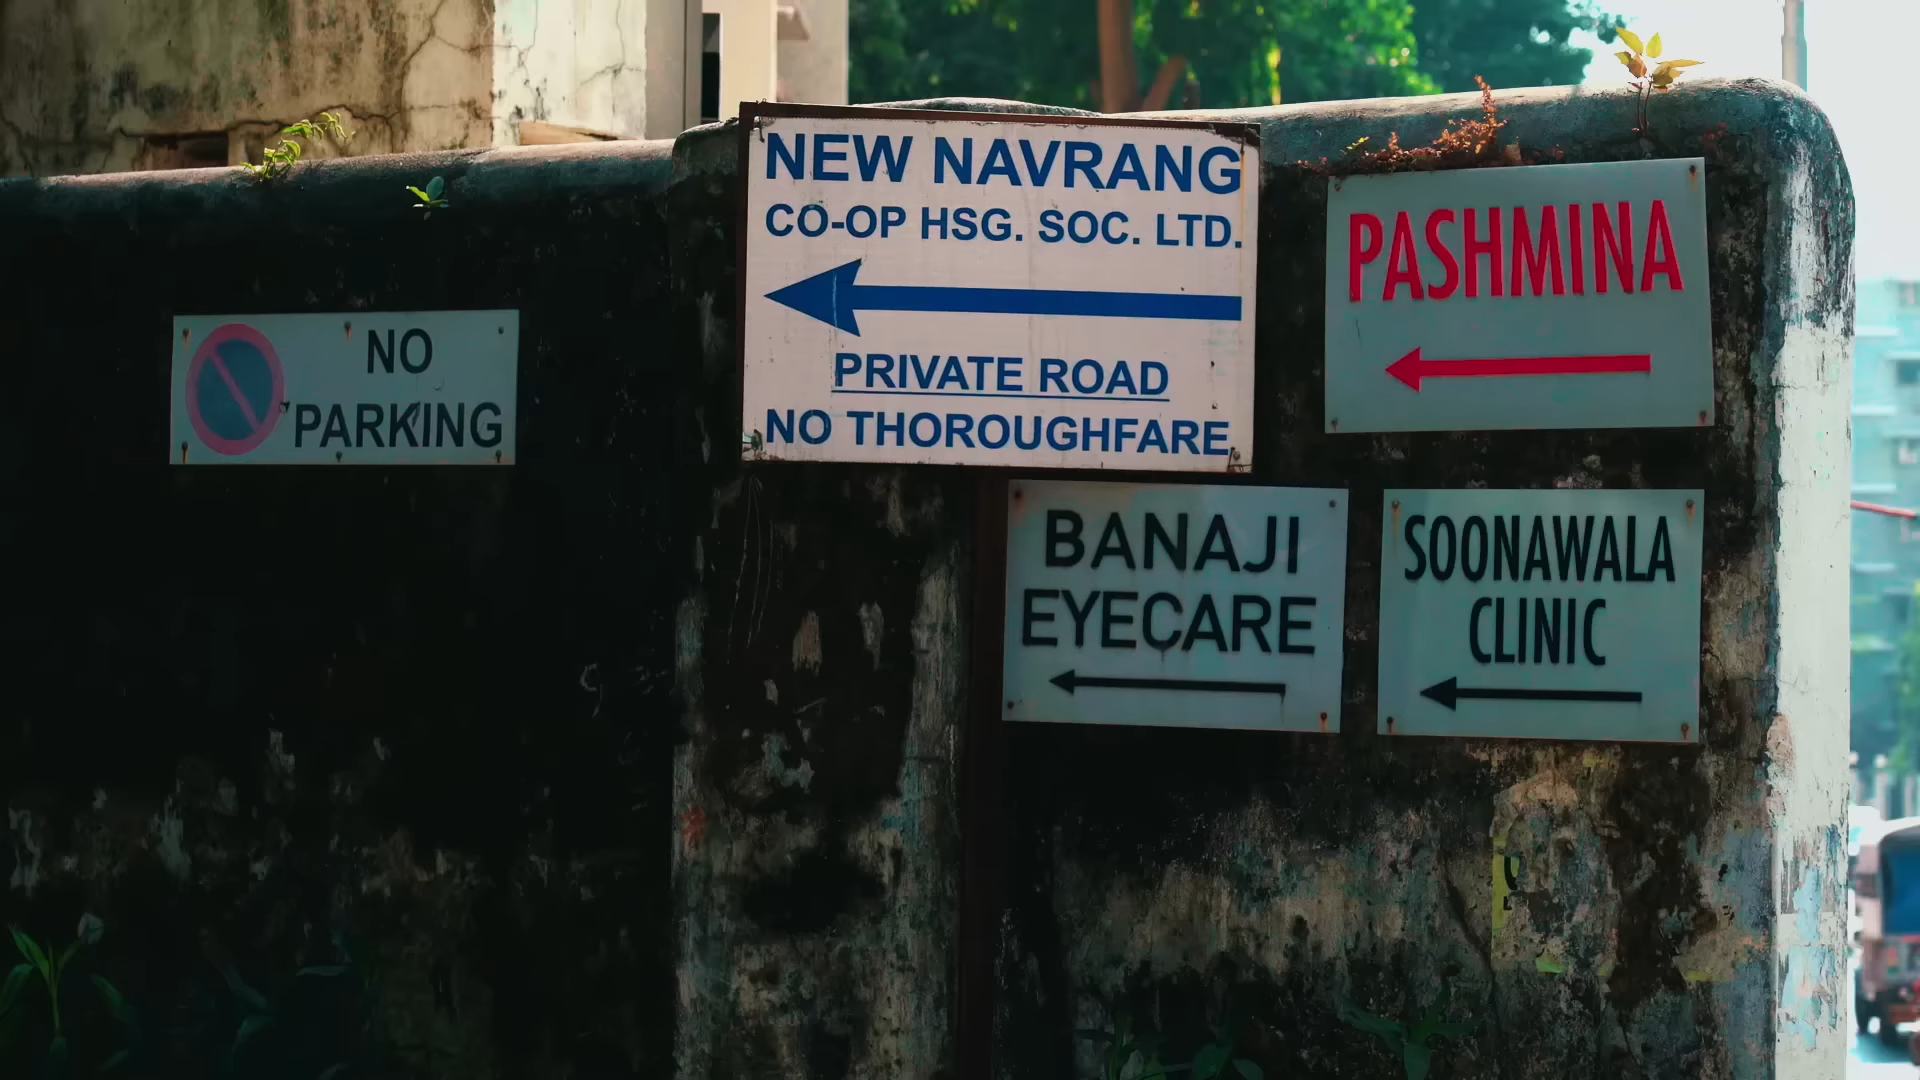 NO
PARKING
NEW NAVRANG
CO-OP HSG. SOC. LTD.
PRIVATE ROAD
NO THOROUGHFARE
PASHMINA
BANAJI
EYECARE
SOONAWALA
CLINIC